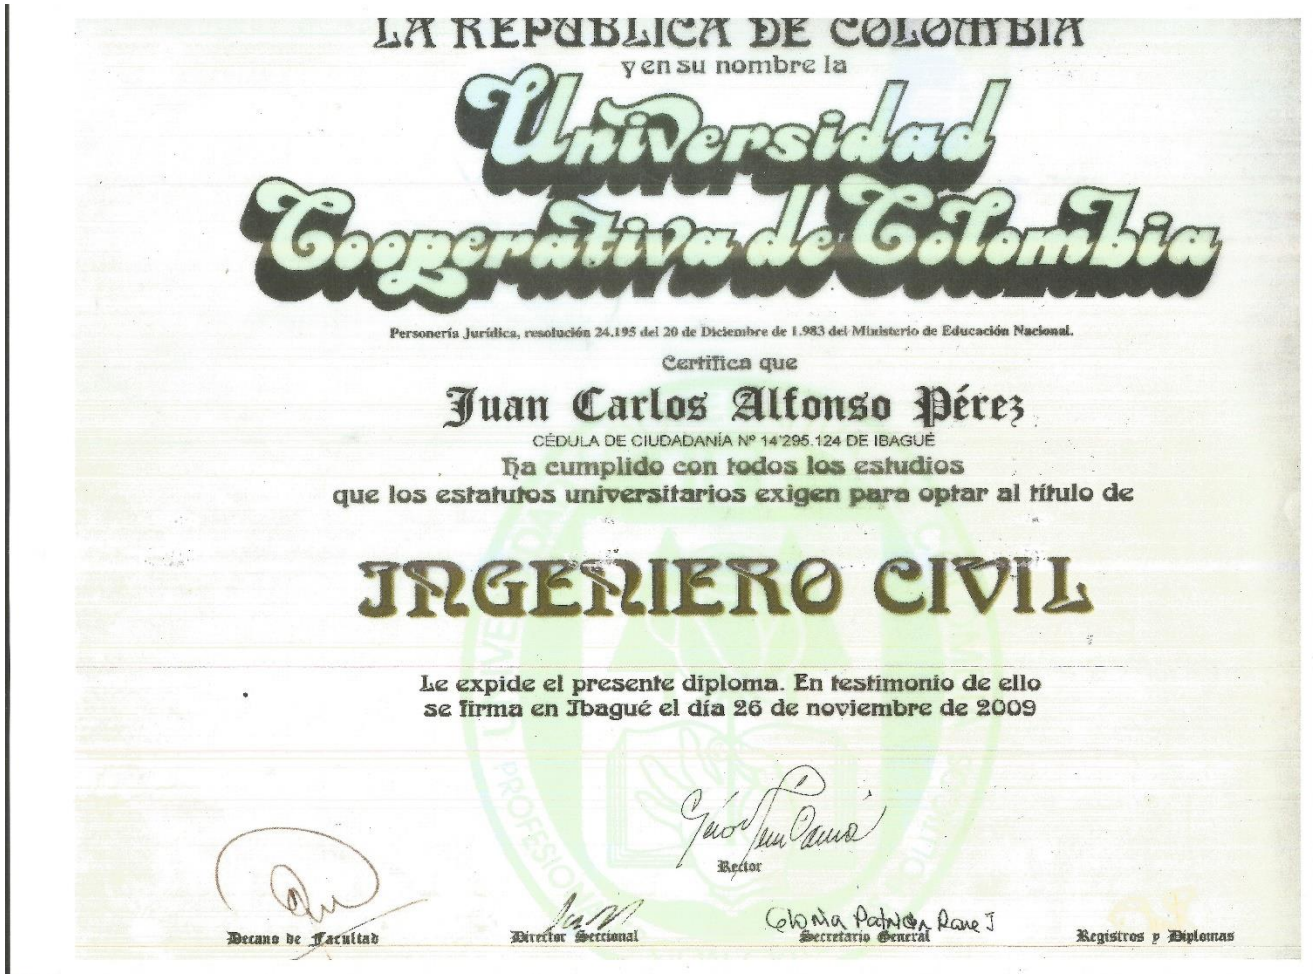 LA REPUBLICA DE COLOMBIA
y en su nombre la
Universidad
Cooperativa de Colombia
Personería Jurídica, resolución 24.195 del 20 de Diciembre de 1.983 del Ministerio de Educación Nacional.
Certifica que
Juan Carlos Alfonso Pérez
CÉDULA DE CIUDADANÍA Nº 14'295.124 DE IBAGUÉ
Ha cumplido con todos los estudios
que los estatutos universitarios exigen para optar al título de
INGENIERO CIVIL
Le expide el presente diploma. En testimonio de ello
se firma en Ibagué el día 26 de noviembre de 2009
Rector
Gloria Patricia
Decano de Facultad
Director Seccional
Secretario General
Registros y Diplomas